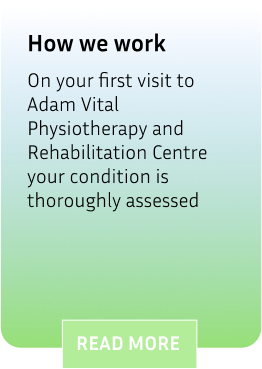 How we work
On your first visit to
Adam Vital
Physiotherapy and
Rehabilitation Centre
your condition is
thoroughly assessed
READ MORE